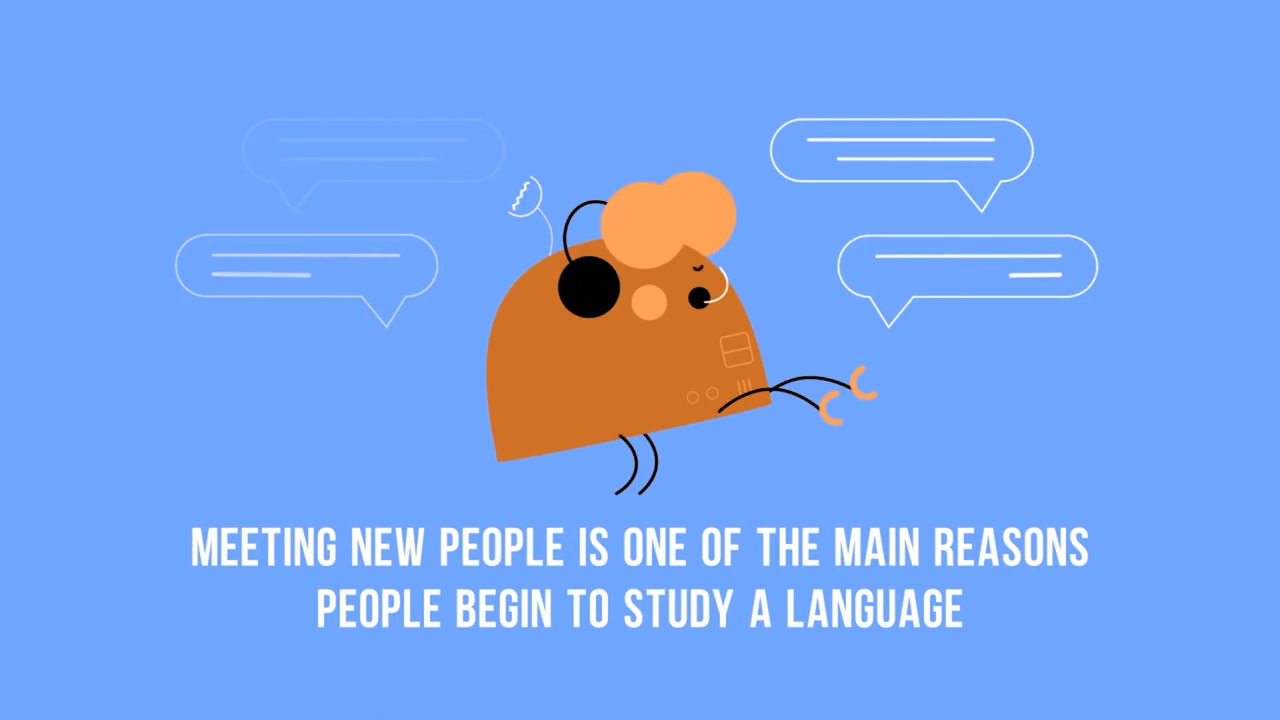 MEETING NEW PEOPLE IS ONE OF THE MAIN REASONS
PEOPLE BEGIN TO STUDY A LANGUAGE